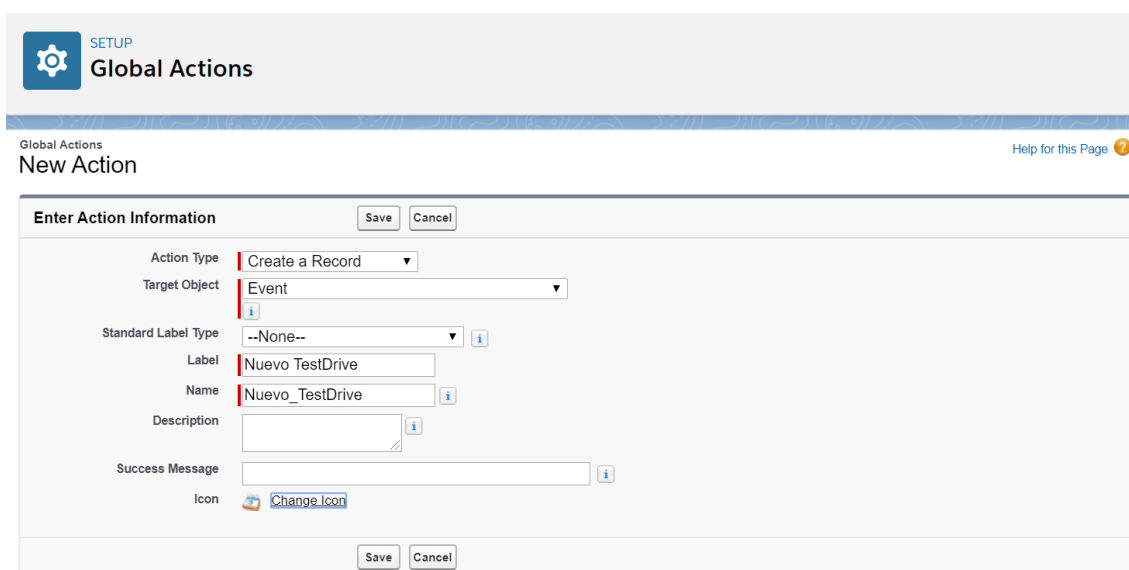 SETUP
Global Actions
Global Actions
Help for this Page ?
New Action
Enter Action Information
Save Cancel
Action Type Create a Record
Target Object Event
i
Standard Label Type --None-- i
Label Nuevo TestDrive
Name Nuevo_TestDrive i
Description i
Success Message i
Icon Change Icon
Save Cancel